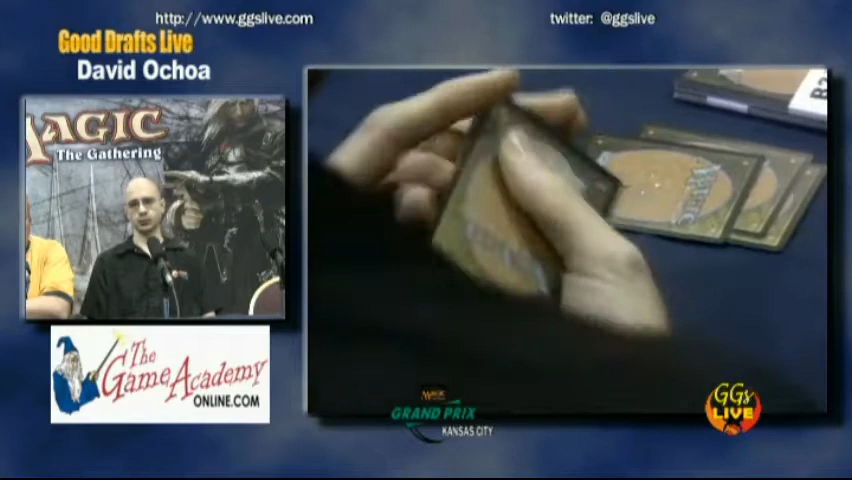 http://www.ggslive.com
twitter: @ggslive
Good Drafts Live
David Ochoa
MAGIC
The Gathering
The
Game Academy
ONLINE.COM
MAGIC
GRAND PRIX
KANSAS CITY
GGs
LIVE